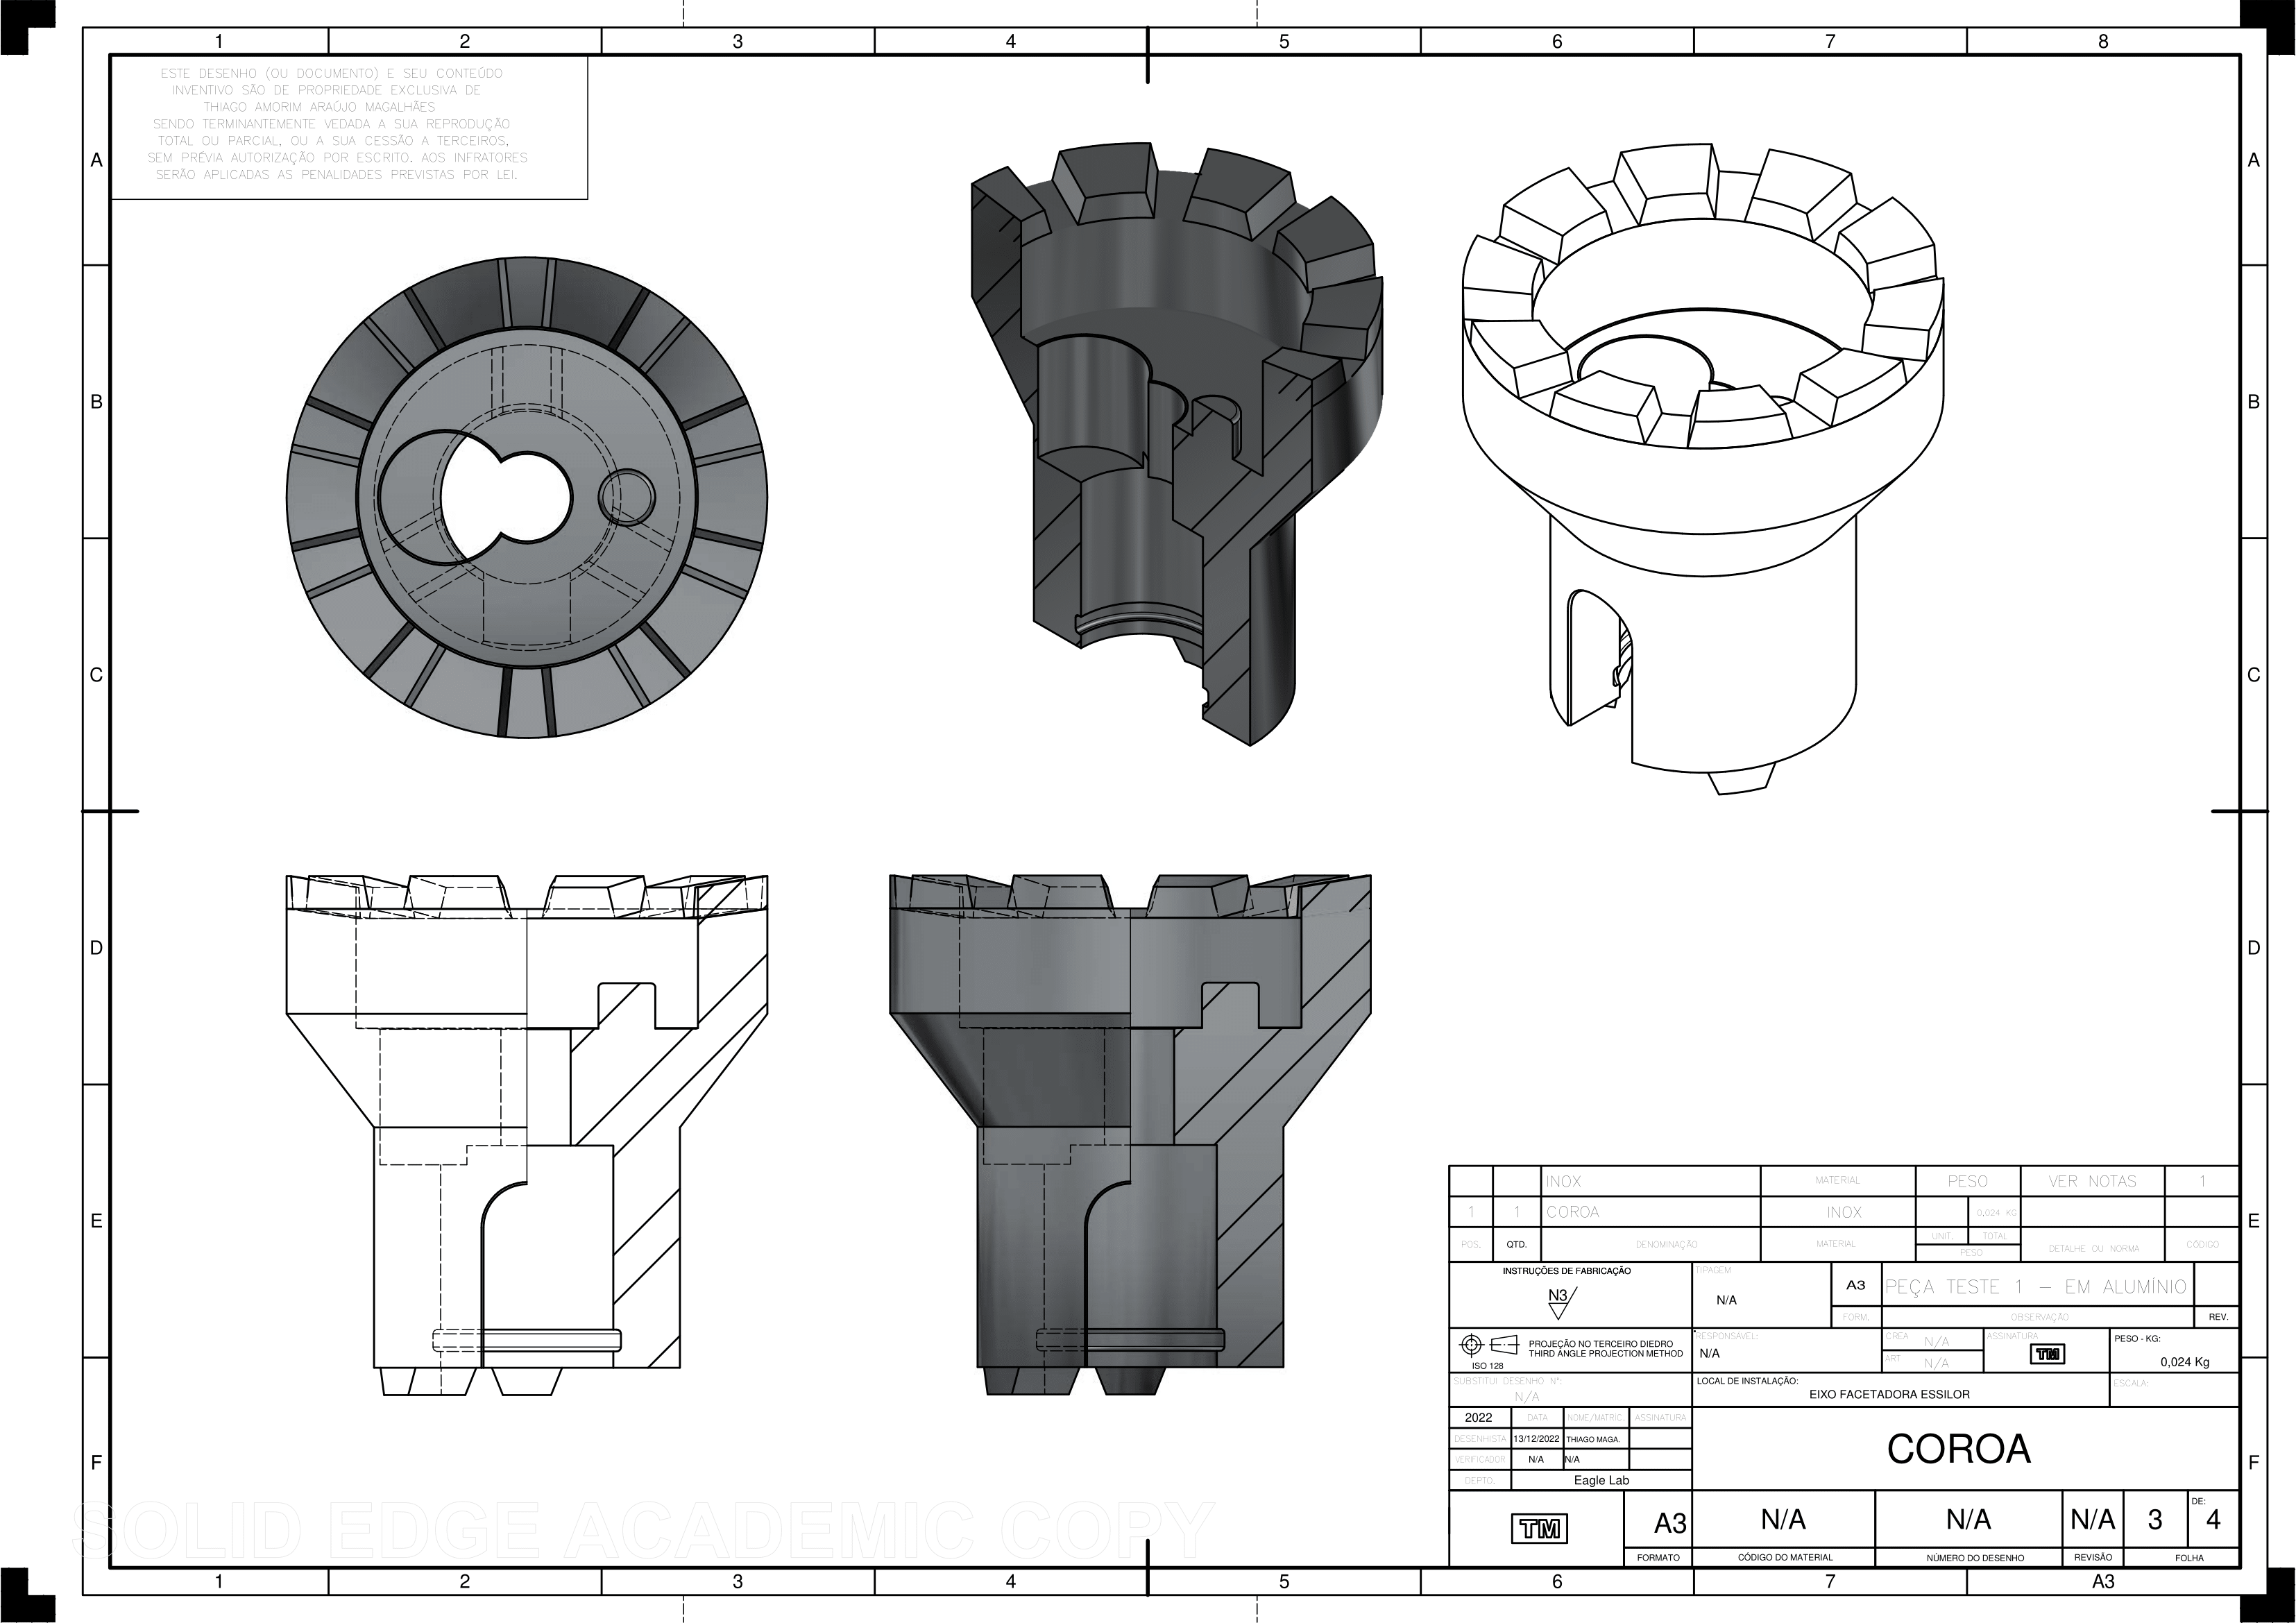 1 2 3 4 5 6 7 8
ESTE DESENHO (OU DOCUMENTO) E SEU CONTEÚDO
INVENTIVO SÃO DE PROPRIEDADE EXCLUSIVA DE
THIAGO AMORIM ARAÚJO MAGALHÃES
SENDO TERMINANTEMENTE VEDADA A SUA REPRODUÇÃO
TOTAL OU PARCIAL, OU A SUA CESSÃO A TERCEIROS,
SEM PRÉVIA AUTORIZAÇÃO POR ESCRITO. AOS INFRATORES
SERÃO APLICADAS AS PENALIDADES PREVISTAS POR LEI.
A A
B B
C C
D D
E E
F F
INOX MATERIAL PESO VER NOTAS 1
1 1 COROA INOX 0,024 KG
POS. QTD. DENOMINAÇÃO MATERIAL UNIT. TOTAL DETALHE OU NORMA CÓDIGO
PESO
INSTRUÇÕES DE FABRICAÇÃO
N3
TIPAGEM
N/A
A3 PEÇA TESTE 1 - EM ALUMÍNIO
FORM. OBSERVAÇÃO REV.
PROJEÇÃO NO TERCEIRO DIEDRO
THIRD ANGLE PROJECTION METHOD
ISO 128
RESPONSÁVEL:
N/A
CREA N/A
ART N/A
ASSINATURA
TM
PESO - KG:
0,024 Kg
SUBSTITUI DESENHO N°:
N/A
LOCAL DE INSTALAÇÃO:
EIXO FACETADORA ESSILOR
ESCALA:
2022 DATA NOME/MATRIC. ASSINATURA
DESENHISTA 13/12/2022 THIAGO MAGA.
VERIFICADOR N/A N/A
DEPTO. Eagle Lab
COROA
TM
A3 N/A N/A N/A 3 DE: 4
FORMATO CÓDIGO DO MATERIAL NÚMERO DO DESENHO REVISÃO FOLHA
SOLID EDGE ACADEMIC COPY
1 2 3 4 5 6 7 A3